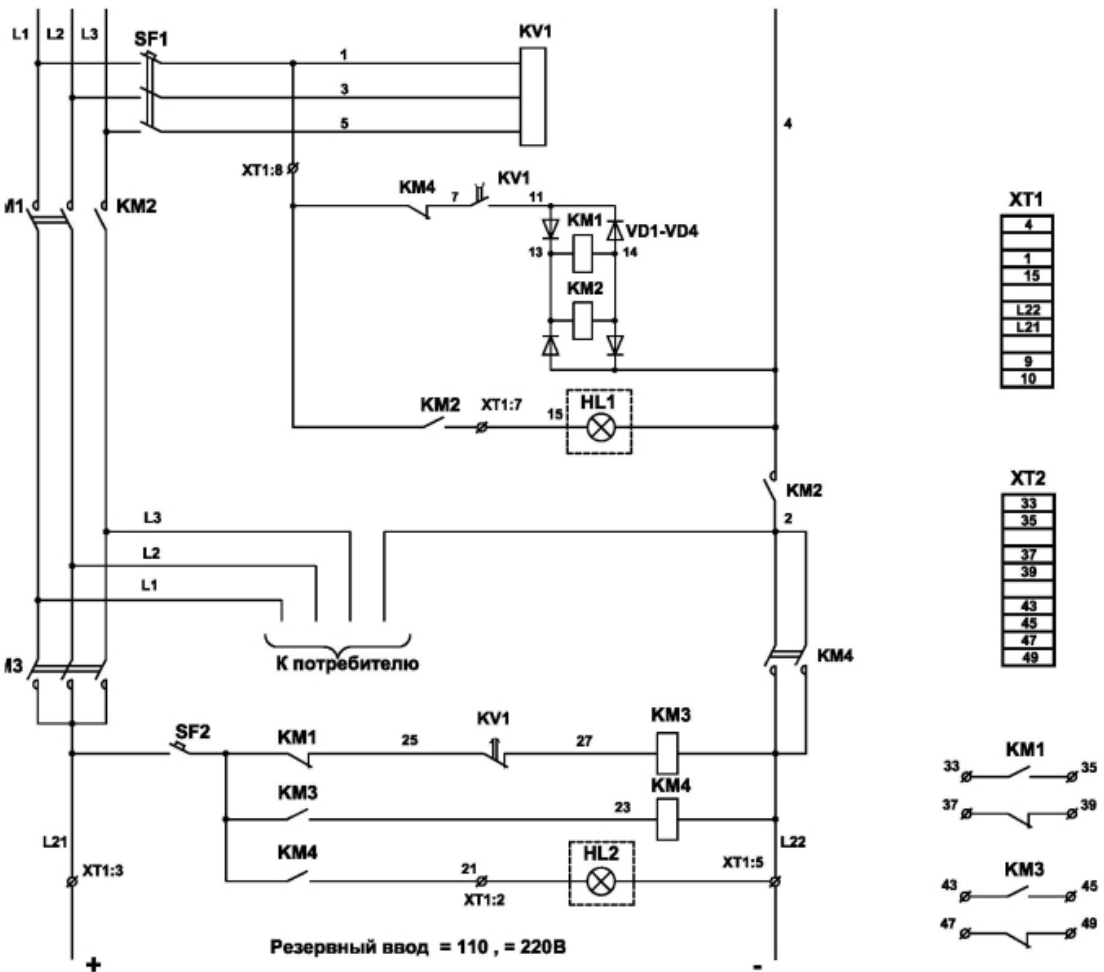 L1 L2 L3
SF1
KV1
1
3
5
4
XT1:8
KM4
7
KV1
11
M1
KM2
KM1
VD1-VD4
13
14
KM2
XT1
4
1
15
L22
L21
9
10
KM2
XT1:7
15
HL1
KM2
2
L3
L2
L1
К потребителю
XT2
33
35
37
39
43
45
47
49
M3
KM4
SF2
KM1
25
KV1
27
KM3
KM3
23
KM4
L21
L22
KM4
21
HL2
XT1:3
XT1:2
XT1:5
KM1
33
35
37
39
KM3
43
45
47
49
Резервный ввод = 110 , = 220В
+
-